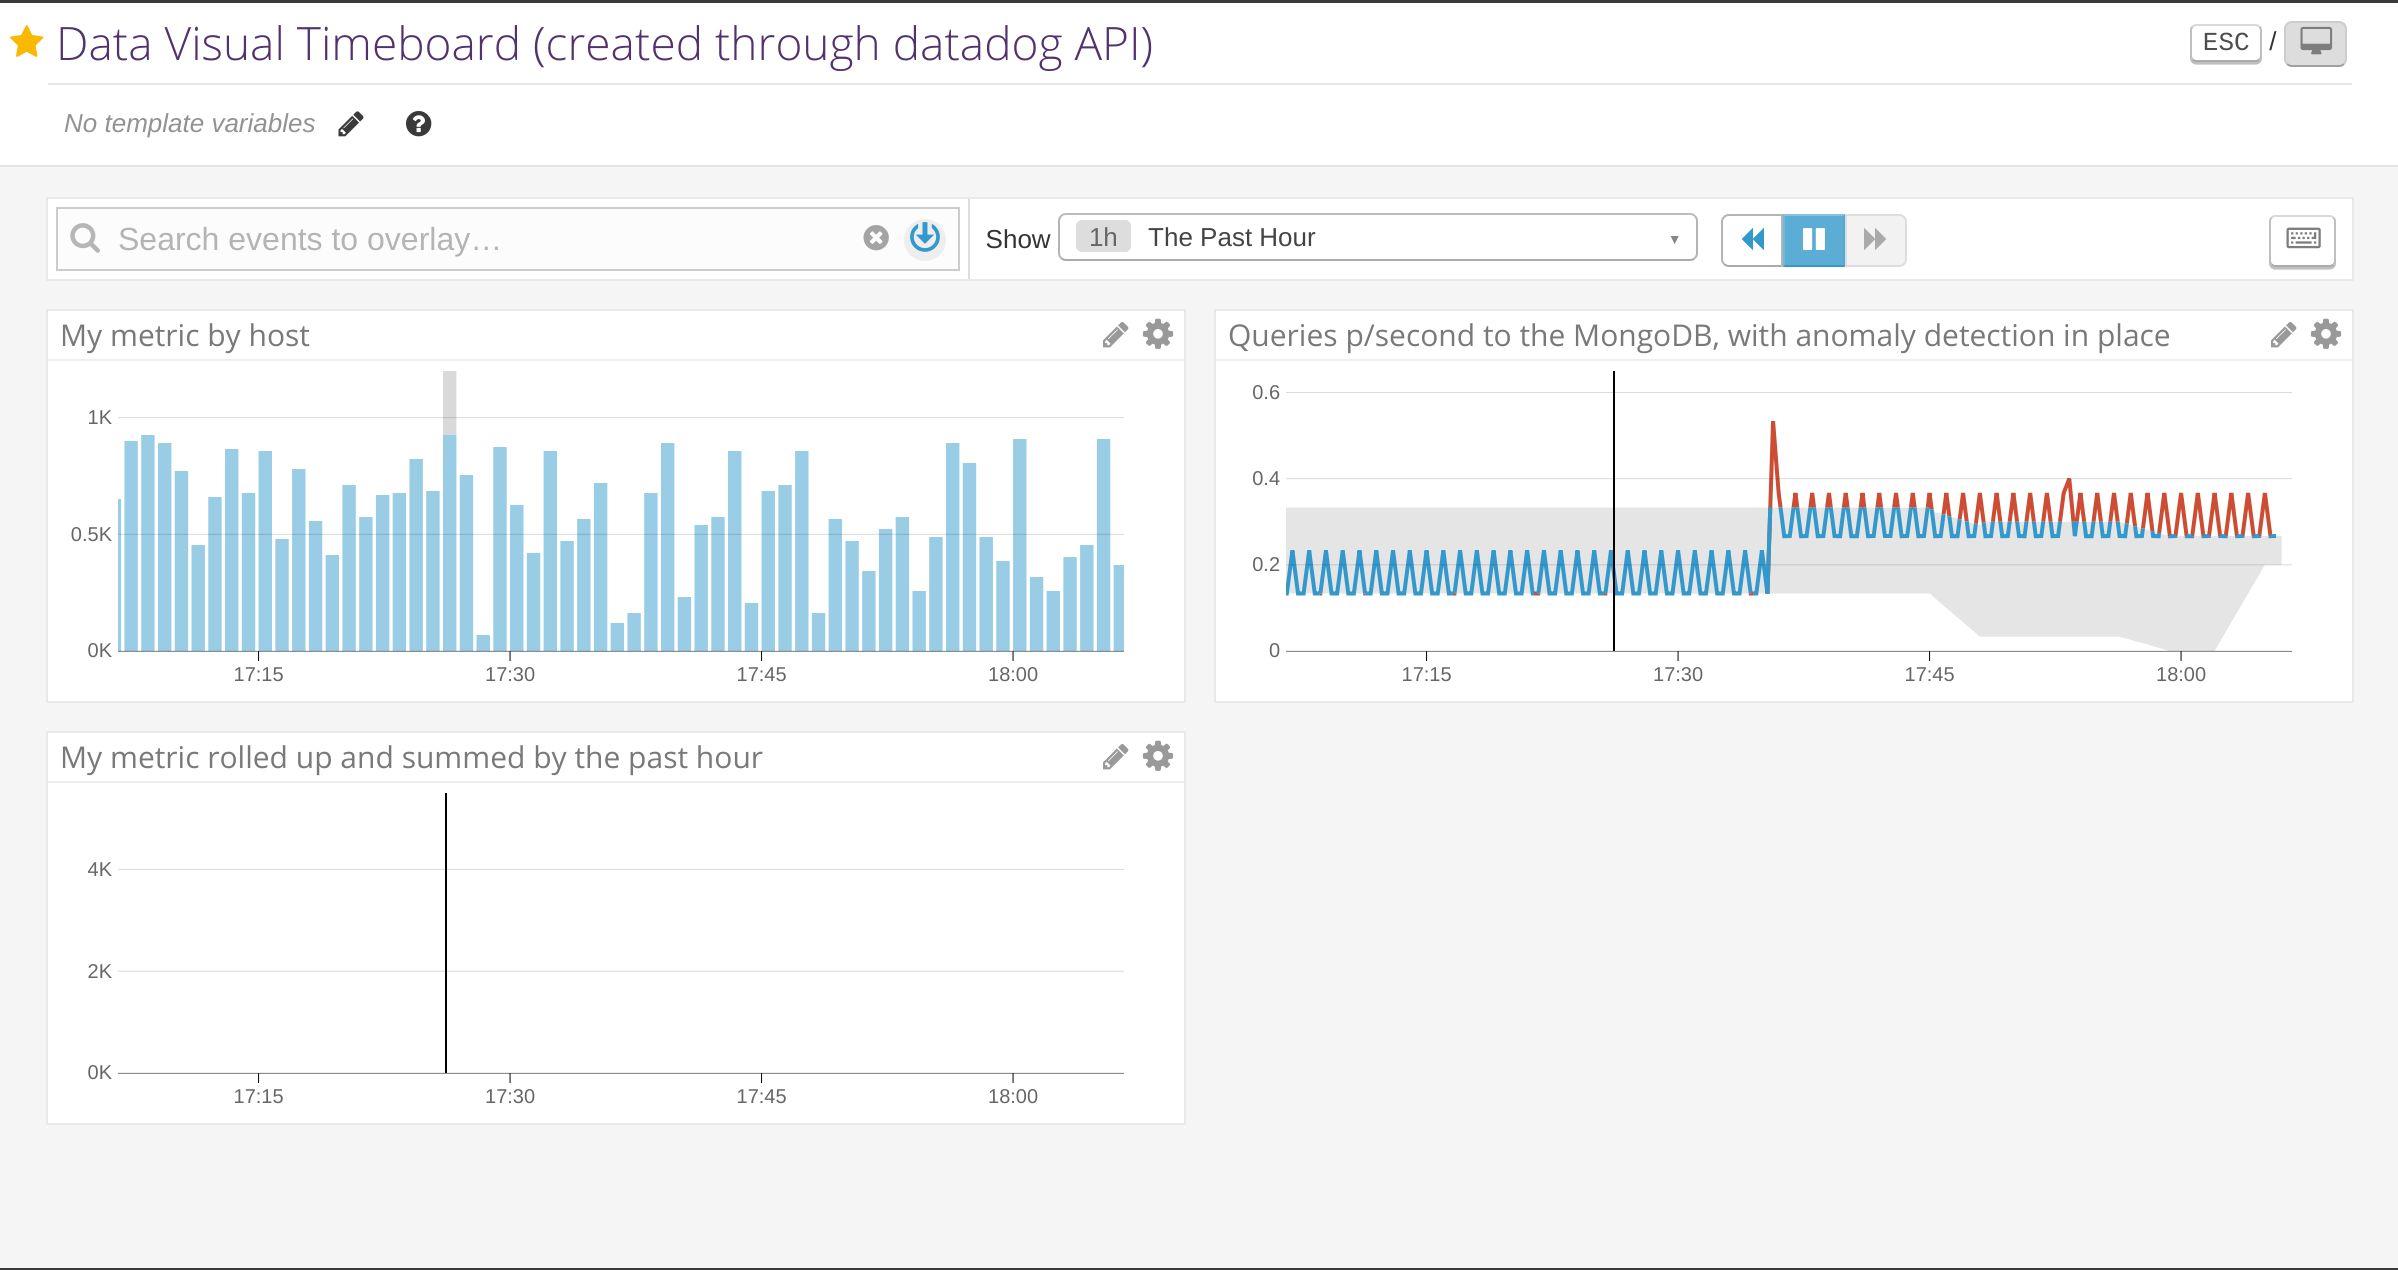 Data Visual Timeboard (created through datadog API)
ESC /
No template variables
Search events to overlay...
Show 1h The Past Hour
My metric by host
1K
0.5K
0K
17:15 17:30 17:45 18:00
Queries p/second to the MongoDB, with anomaly detection in place
0.6
0.4
0.2
0
17:15 17:30 17:45 18:00
My metric rolled up and summed by the past hour
4K
2K
0K
17:15 17:30 17:45 18:00